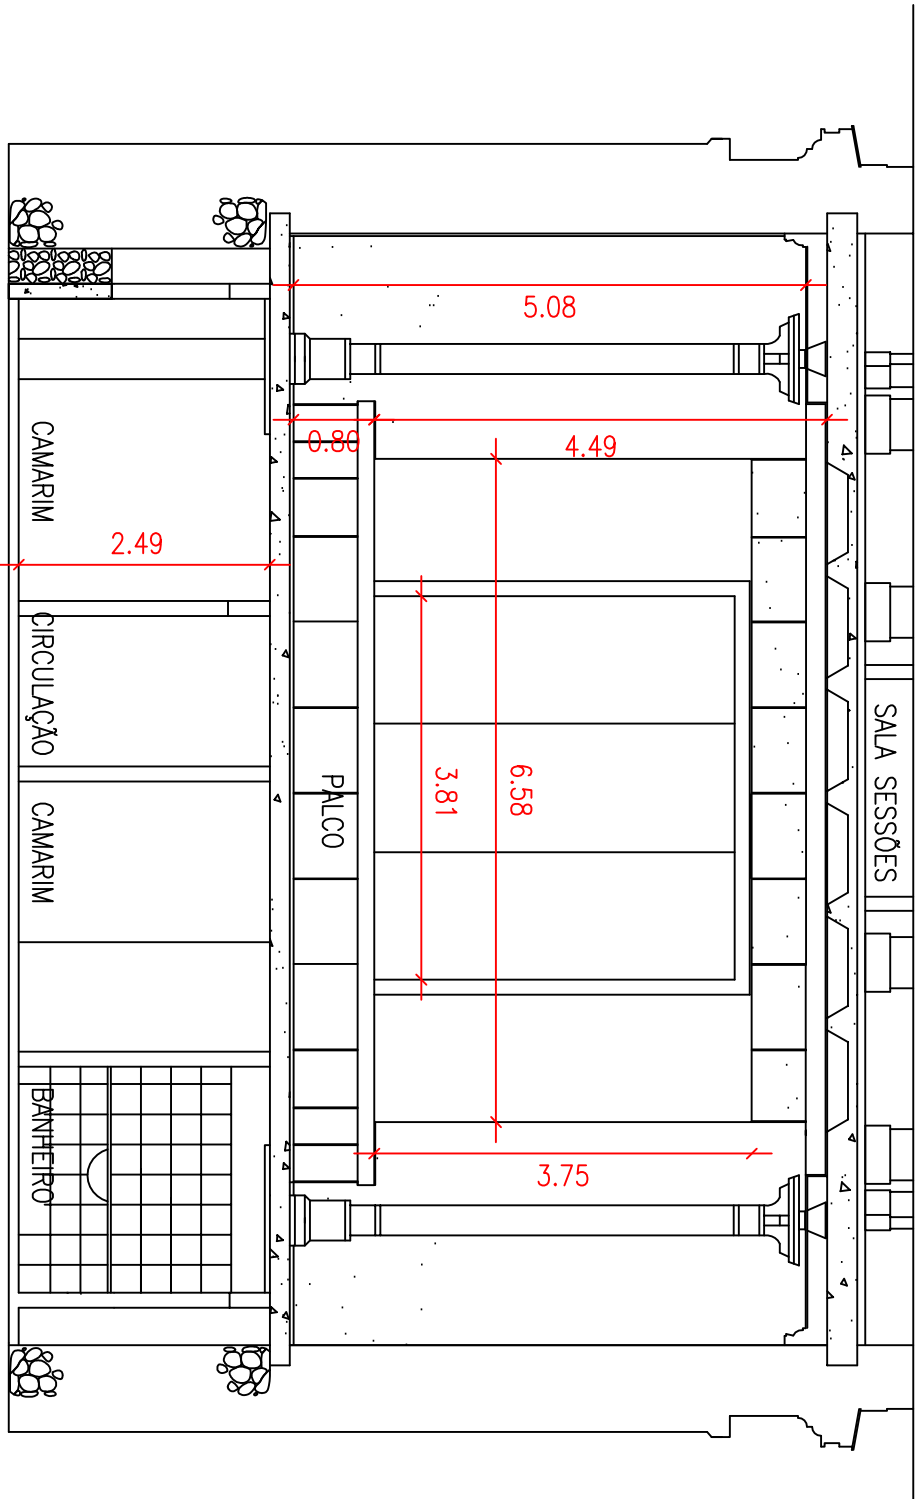 SALA SESSÕES
5.08
4.49
0.80
6.58
3.81
3.75
PALCO
2.49
CAMARIM
CIRCULAÇÃO
CAMARIM
BANHEIRO